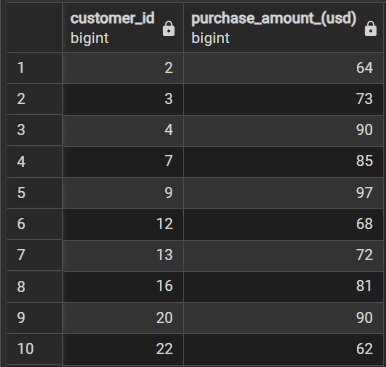 customer_id purchase_amount_(usd)
bigint bigint
1 2 64
2 3 73
3 4 90
4 7 85
5 9 97
6 12 68
7 13 72
8 16 81
9 20 90
10 22 62